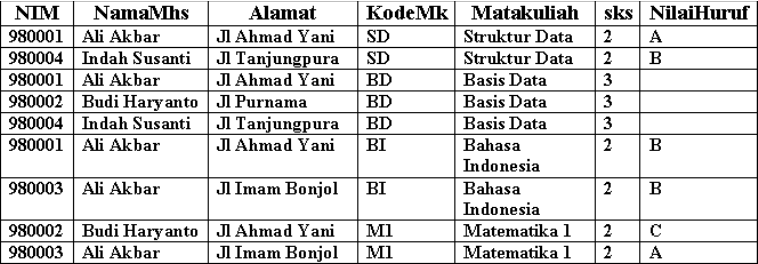 NIM NamaMhs Alamat KodeMk Matakuliah sks NilaiHuruf
980001 Ali Akbar Jl Ahmad Yani SD Struktur Data 2 A
980004 Indah Susanti Jl Tanjungpura SD Struktur Data 2 B
980001 Ali Akbar Jl Ahmad Yani BD Basis Data 3
980002 Budi Haryanto Jl Purnama BD Basis Data 3
980004 Indah Susanti Jl Tanjungpura BD Basis Data 3
980001 Ali Akbar Jl Ahmad Yani BI Bahasa 2 B
Indonesia
980003 Ali Akbar Jl Imam Bonjol BI Bahasa 2 B
Indonesia
980002 Budi Haryanto Jl Ahmad Yani M1 Matematika 1 2 C
980003 Ali Akbar Jl Imam Bonjol M1 Matematika 1 2 A